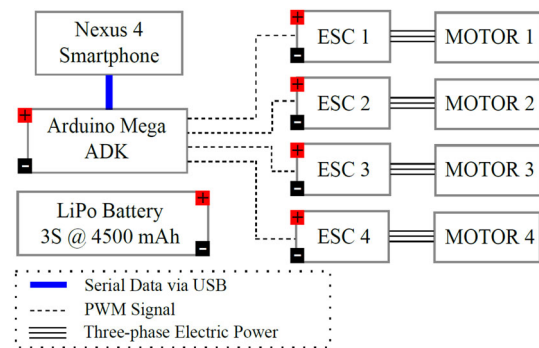 Nexus 4
Smartphone
Arduino Mega
ADK
LiPo Battery
3S @ 4500 mAh
+
-
+
-
ESC 1
MOTOR 1
+
-
ESC 2
MOTOR 2
+
-
ESC 3
MOTOR 3
+
-
ESC 4
MOTOR 4
+
-
Serial Data via USB
PWM Signal
Three-phase Electric Power